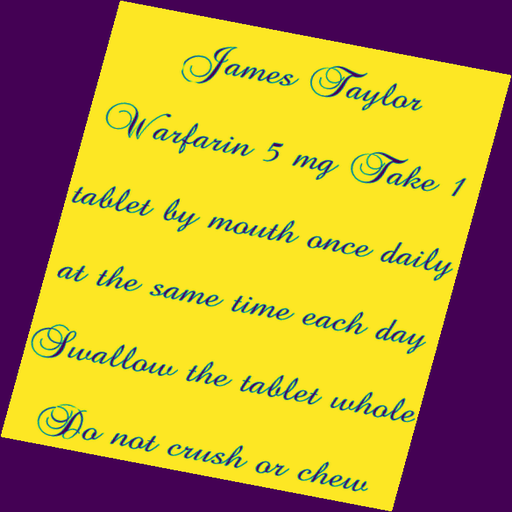 James Taylor
Warfarin 5 mg Take 1
tablet by mouth once daily
at the same time each day
Swallow the tablet whole
Do not crush or chew